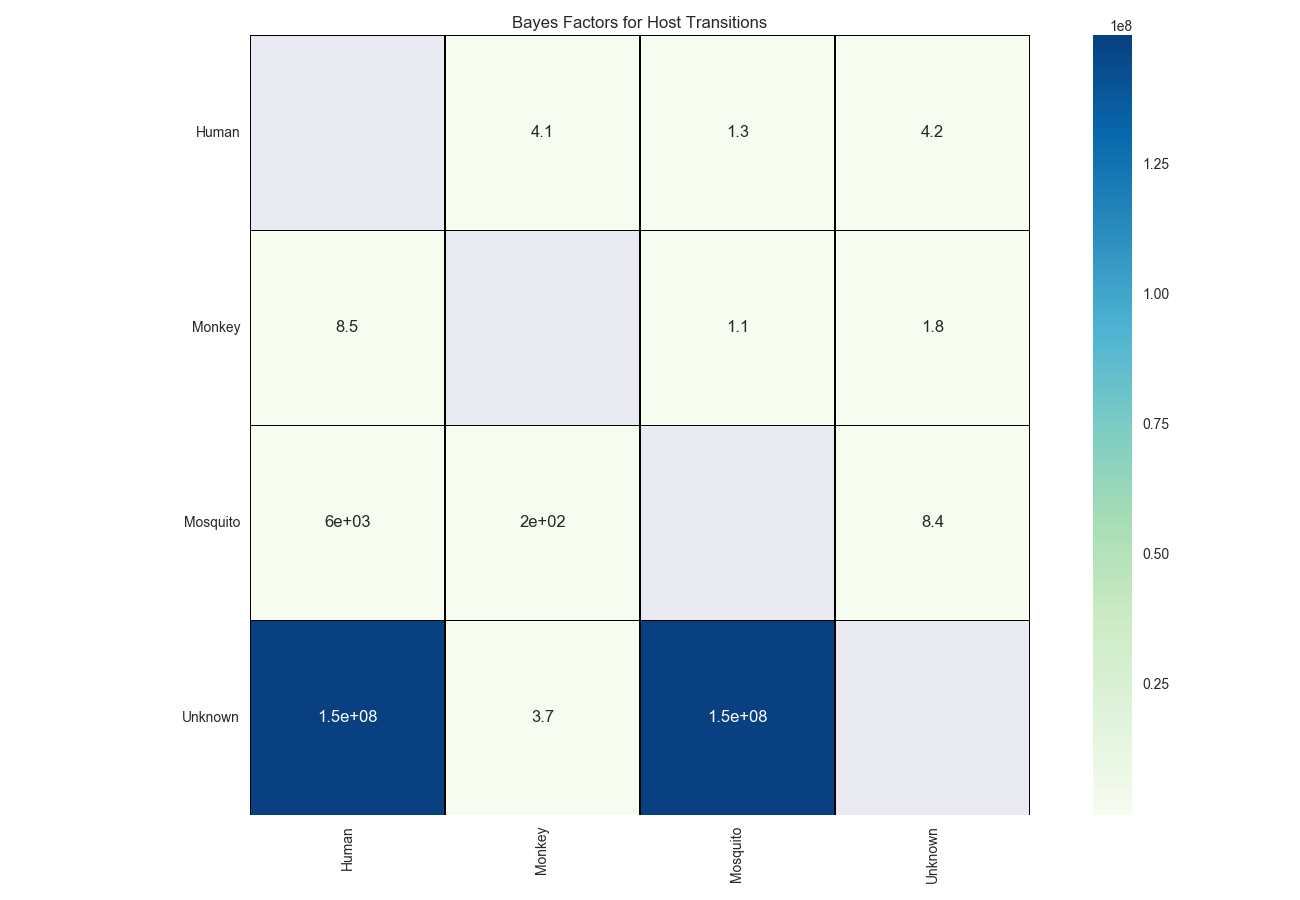 Bayes Factors for Host Transitions
1e8
Human 4.1 1.3 4.2
1.25
1.00
Monkey 8.5 1.1 1.8
0.75
0.50
Mosquito 6e+03 2e+02 8.4
0.25
Unknown 1.5e+08 3.7 1.5e+08
Human Monkey Mosquito Unknown